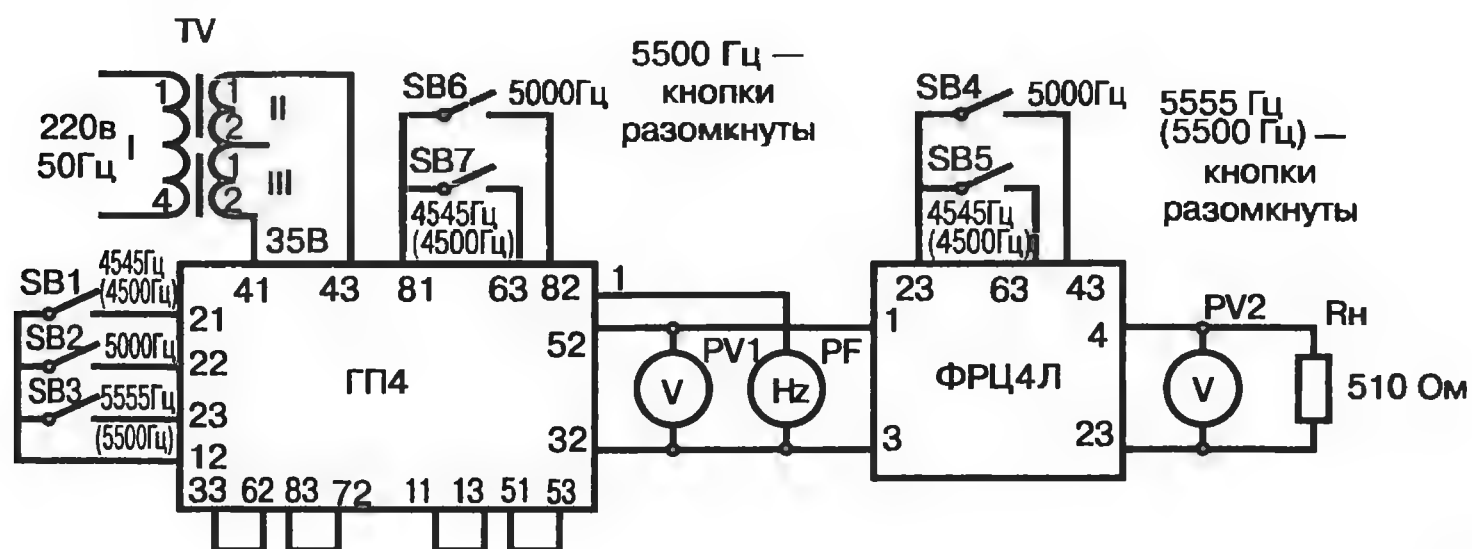 TV
220в
50Гц
I
1
4
1
2
II
1
2
III
35В
SB6
5000Гц
SB7
4545Гц
(4500Гц)
5500 Гц —
кнопки
разомкнуты
SB4
5000Гц
SB5
4545Гц
(4500Гц)
5555 Гц
(5500 Гц) —
кнопки
разомкнуты
SB1
4545Гц
(4500Гц)
SB2
5000Гц
SB3
5555Гц
(5500Гц)
41 43 81 63 82
21
22
23
12
ГП4
1
52
32
33 62 83 72 11 13 51 53
PV1
V
PF
Hz
23 63 43
1
3
ФРЦ4Л
4
23
PV2
V
Rн
510 Ом